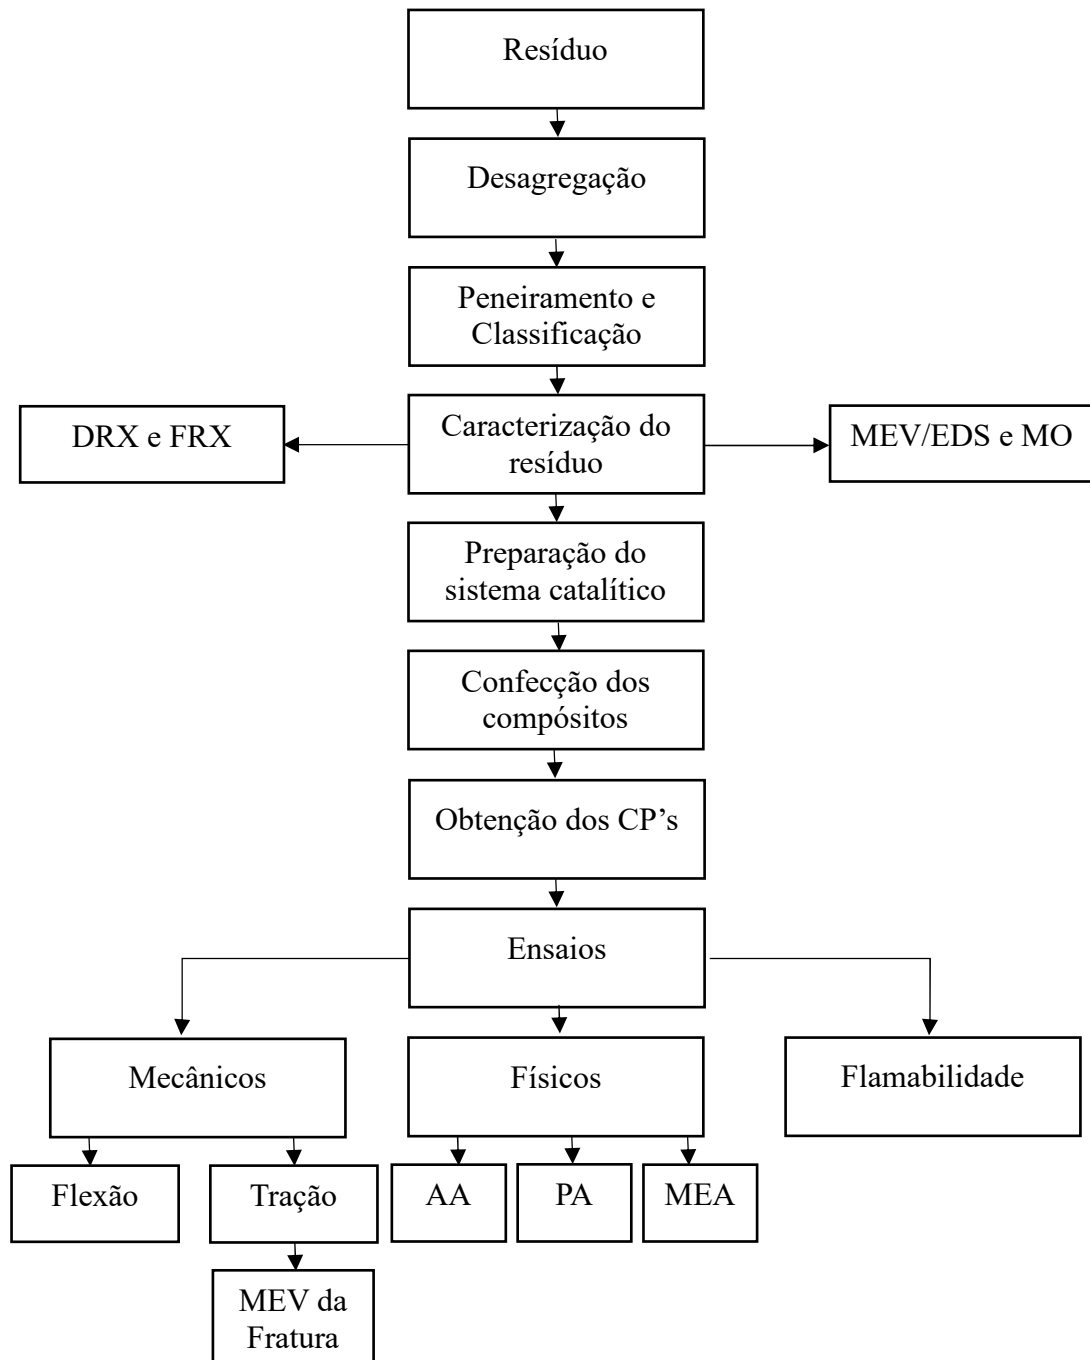 Resíduo
Desagregação
Peneiramento e
Classificação
DRX e FRX
Caracterização do
resíduo
MEV/EDS e MO
Preparação do
sistema catalítico
Confecção dos
compósitos
Obtenção dos CP’s
Ensaios
Mecânicos
Físicos
Flamabilidade
Flexão
Tração
AA
PA
MEA
MEV da
Fratura